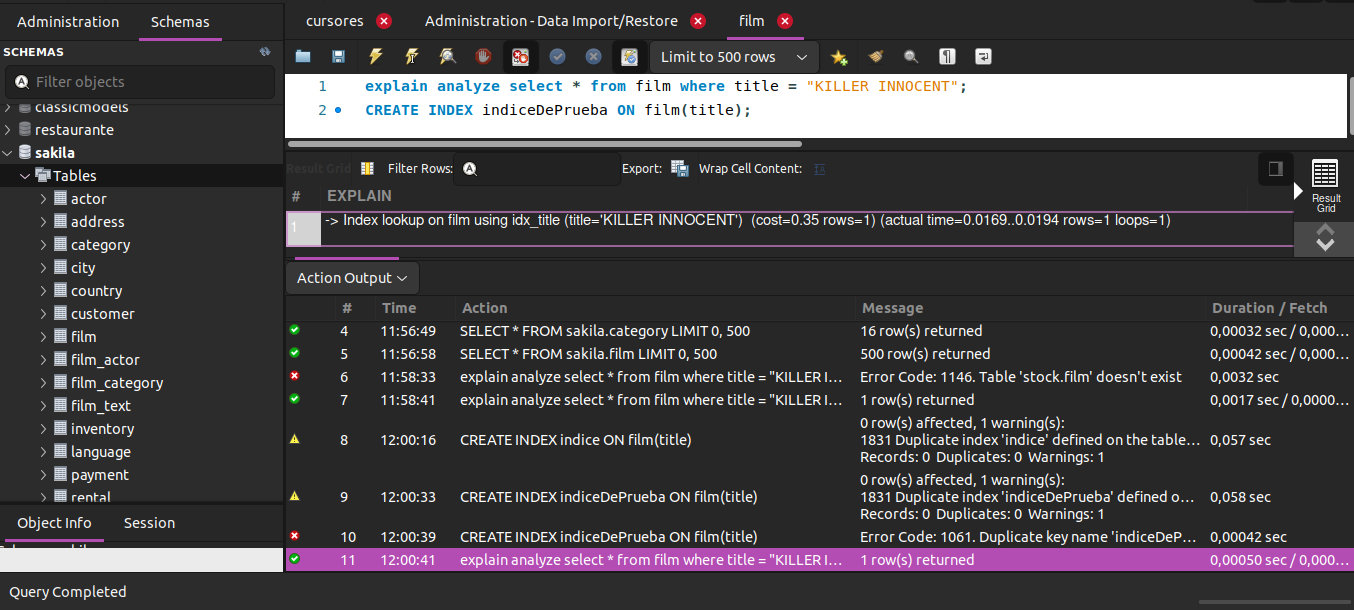 Administration Schemas
cursores Administration - Data Import/Restore film
SCHEMAS
Filter objects
Limit to 500 rows
1 explain analyze select * from film where title = "KILLER INNOCENT";
2 CREATE INDEX indiceDePrueba ON film(title);
classicmodels
restaurante
sakila
Tables
actor
address
category
city
country
customer
film
film_actor
film_category
film_text
inventory
language
payment
rental
Object Info Session
Result Grid Filter Rows: Export: Wrap Cell Content:
# EXPLAIN
1 -> Index lookup on film using idx_title (title='KILLER INNOCENT') (cost=0.35 rows=1) (actual time=0.0169..0.0194 rows=1 loops=1)
Result
Grid
Action Output
# Time Action Message Duration / Fetch
4 11:56:49 SELECT * FROM sakila.category LIMIT 0, 500 16 row(s) returned 0,00032 sec / 0,000...
5 11:56:58 SELECT * FROM sakila.film LIMIT 0, 500 500 row(s) returned 0,00042 sec / 0,000...
6 11:58:33 explain analyze select * from film where title = "KILLER I... Error Code: 1146. Table 'stock.film' doesn't exist 0,0032 sec
7 11:58:41 explain analyze select * from film where title = "KILLER I... 1 row(s) returned 0,0017 sec / 0,0000...
0 row(s) affected, 1 warning(s):
8 12:00:16 CREATE INDEX indice ON film(title) 1831 Duplicate index 'indice' defined on the table... 0,057 sec
Records: 0 Duplicates: 0 Warnings: 1
0 row(s) affected, 1 warning(s):
9 12:00:33 CREATE INDEX indiceDePrueba ON film(title) 1831 Duplicate index 'indiceDePrueba' defined o... 0,058 sec
Records: 0 Duplicates: 0 Warnings: 1
10 12:00:39 CREATE INDEX indiceDePrueba ON film(title) Error Code: 1061. Duplicate key name 'indiceDeP... 0,00042 sec
11 12:00:41 explain analyze select * from film where title = "KILLER I... 1 row(s) returned 0,00050 sec / 0,000...
Query Completed